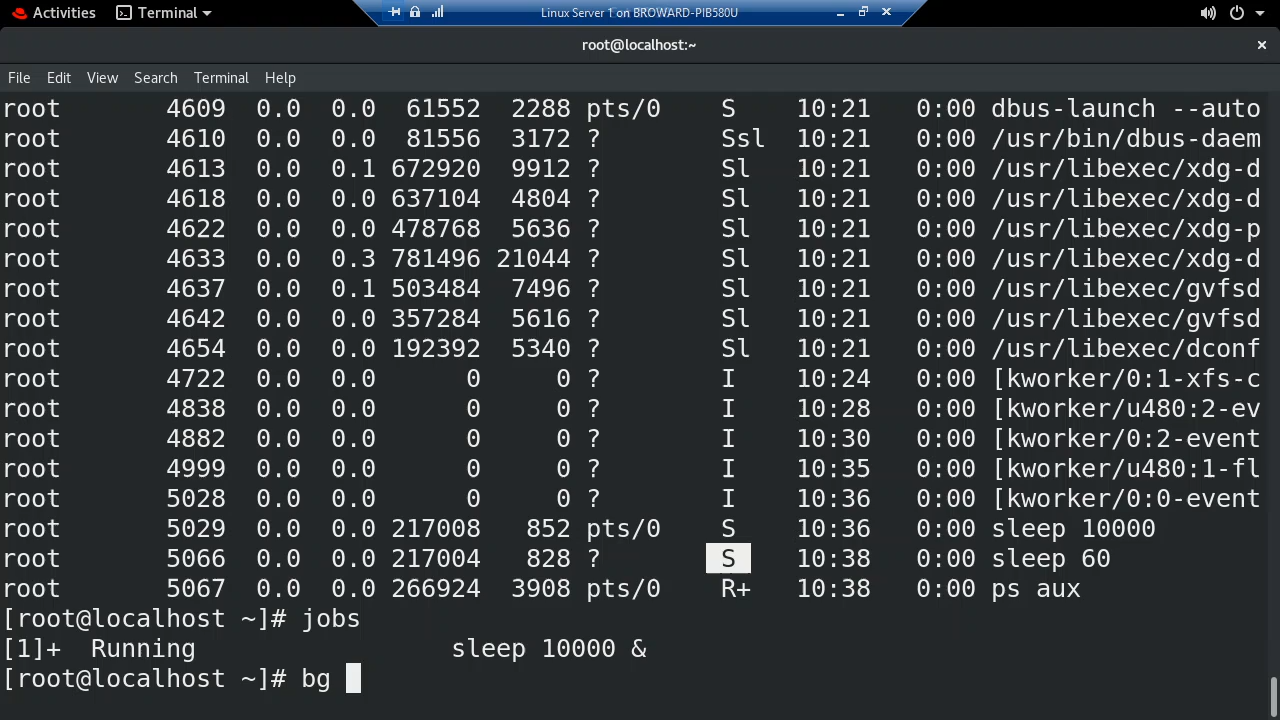 Activities Terminal Linux Server 1 on BROWARD-PIB580U
root@localhost:~
File Edit View Search Terminal Help
root 4609 0.0 0.0 61552 2288 pts/0 S 10:21 0:00 dbus-launch --auto
root 4610 0.0 0.0 81556 3172 ? Ssl 10:21 0:00 /usr/bin/dbus-daem
root 4613 0.0 0.1 672920 9912 ? Sl 10:21 0:00 /usr/libexec/xdg-d
root 4618 0.0 0.0 637104 4804 ? Sl 10:21 0:00 /usr/libexec/xdg-d
root 4622 0.0 0.0 478768 5636 ? Sl 10:21 0:00 /usr/libexec/xdg-p
root 4633 0.0 0.3 781496 21044 ? Sl 10:21 0:00 /usr/libexec/xdg-d
root 4637 0.0 0.1 503484 7496 ? Sl 10:21 0:00 /usr/libexec/gvfsd
root 4642 0.0 0.0 357284 5616 ? Sl 10:21 0:00 /usr/libexec/gvfsd
root 4654 0.0 0.0 192392 5340 ? Sl 10:21 0:00 /usr/libexec/dconf
root 4722 0.0 0.0 0 0 ? I 10:24 0:00 [kworker/0:1-xfs-c
root 4838 0.0 0.0 0 0 ? I 10:28 0:00 [kworker/u480:2-ev
root 4882 0.0 0.0 0 0 ? I 10:30 0:00 [kworker/0:2-event
root 4999 0.0 0.0 0 0 ? I 10:35 0:00 [kworker/u480:1-fl
root 5028 0.0 0.0 0 0 ? I 10:36 0:00 [kworker/0:0-event
root 5029 0.0 0.0 217008 852 pts/0 S 10:36 0:00 sleep 10000
root 5066 0.0 0.0 217004 828 ? S 10:38 0:00 sleep 60
root 5067 0.0 0.0 266924 3908 pts/0 R+ 10:38 0:00 ps aux
[root@localhost ~]# jobs
[1]+ Running sleep 10000 &
[root@localhost ~]# bg